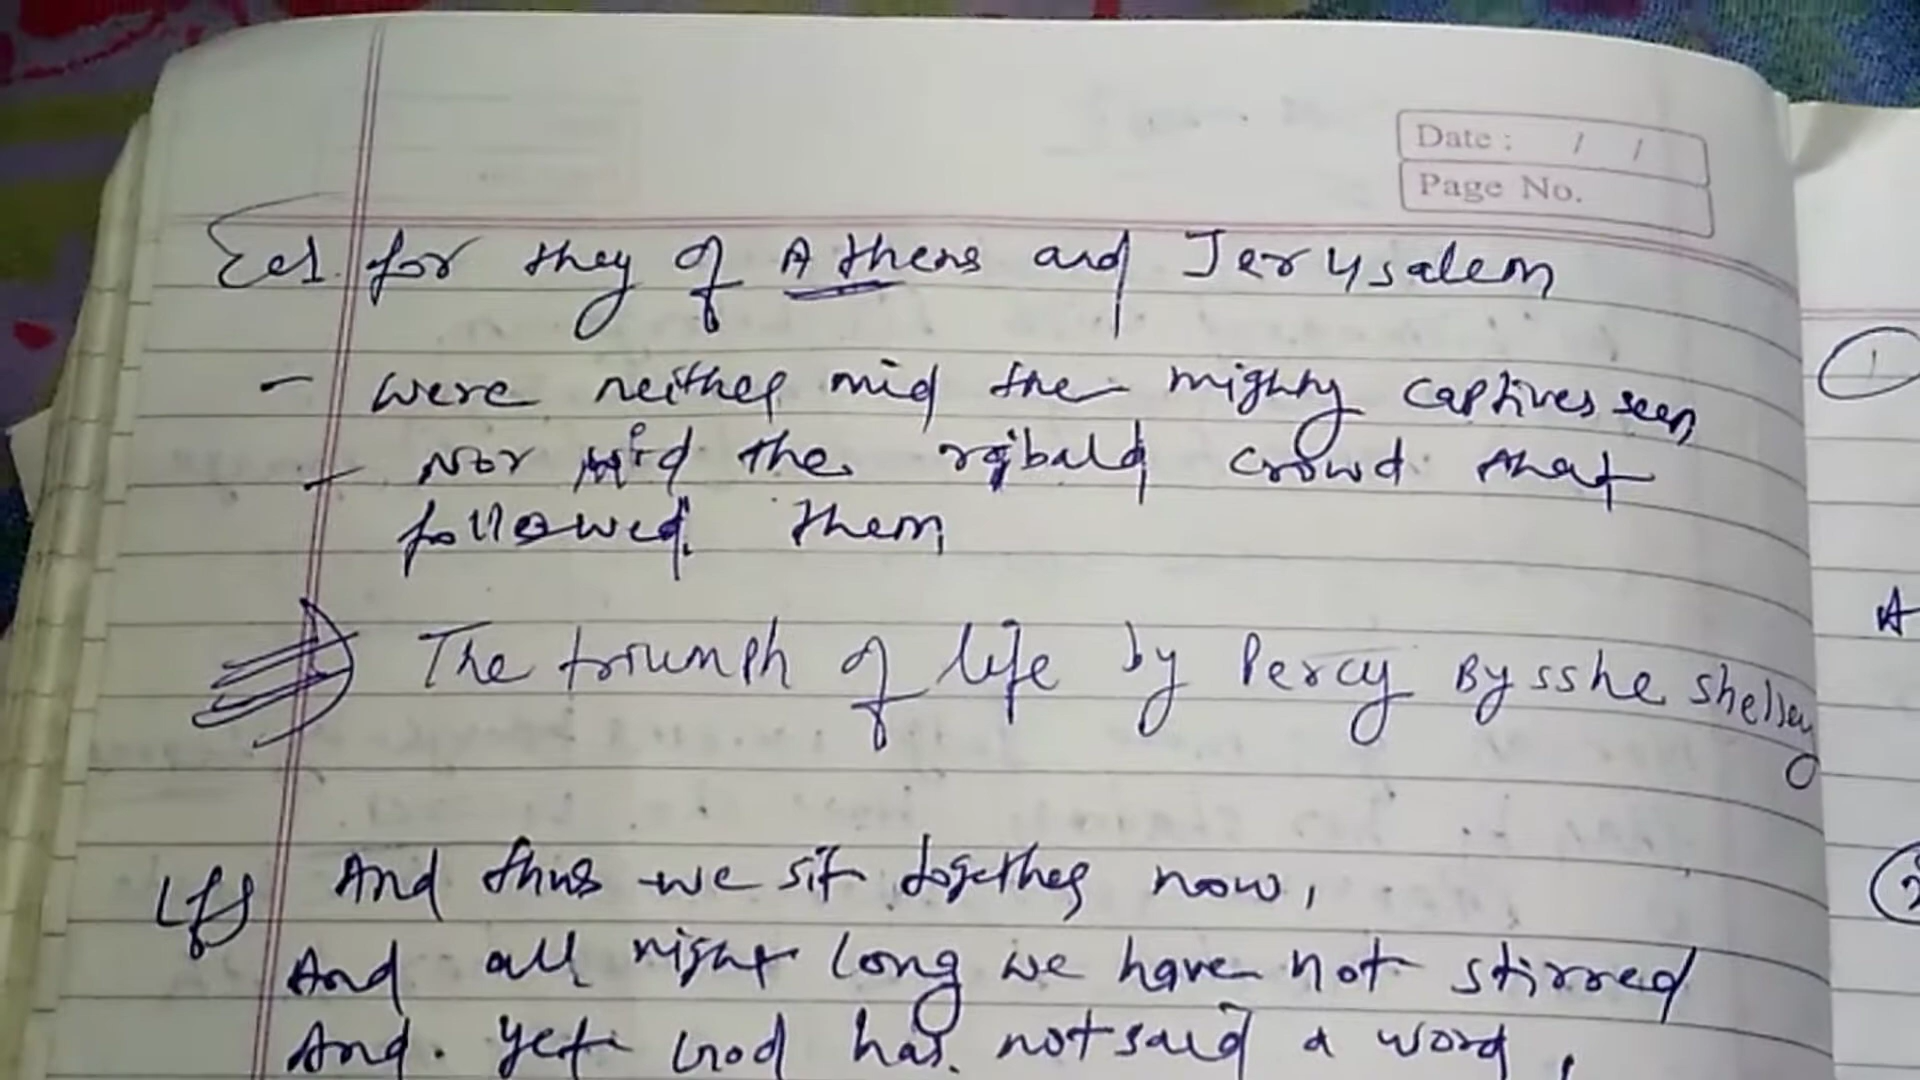 Date : / /
Page No.
for they of Athens and Jerusalem
- were neither mid the mighty captives seen
- Nor mid the ribald crowd that
followed. them
The triumph of life by Percy Bysshe Shelley
And thus we sit together now,
And all night long we have not stirred
And. yet God has. not said a word,
1
A
2